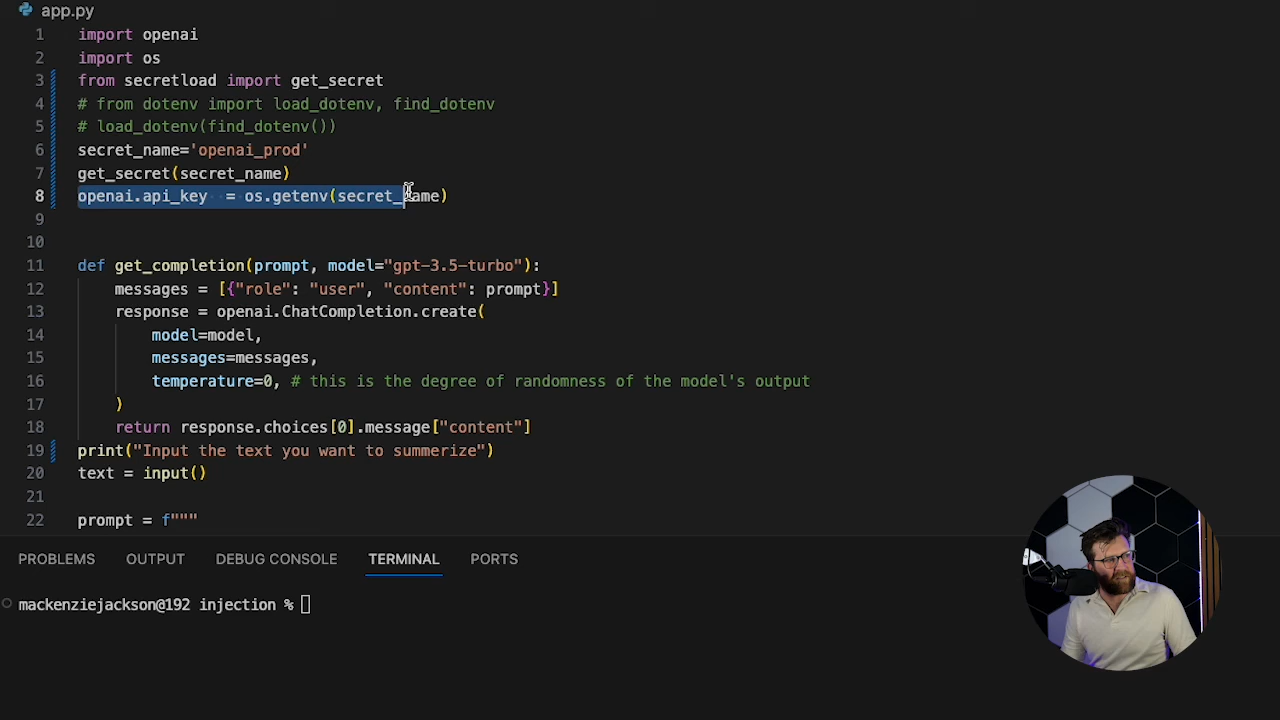 app.py
1 import openai
2 import os
3 from secretload import get_secret
4 # from dotenv import load_dotenv, find_dotenv
5 # load_dotenv(find_dotenv())
6 secret_name='openai_prod'
7 get_secret(secret_name)
8 openai.api_key  = os.getenv(secret_name)
9
10
11 def get_completion(prompt, model="gpt-3.5-turbo"):
12     messages = [{"role": "user", "content": prompt}]
13     response = openai.ChatCompletion.create(
14         model=model,
15         messages=messages,
16         temperature=0, # this is the degree of randomness of the model's output
17     )
18     return response.choices[0].message["content"]
19 print("Input the text you want to summerize")
20 text = input()
21
22 prompt = f"""
PROBLEMS OUTPUT DEBUG CONSOLE TERMINAL PORTS
mackenziejackson@192 injection %